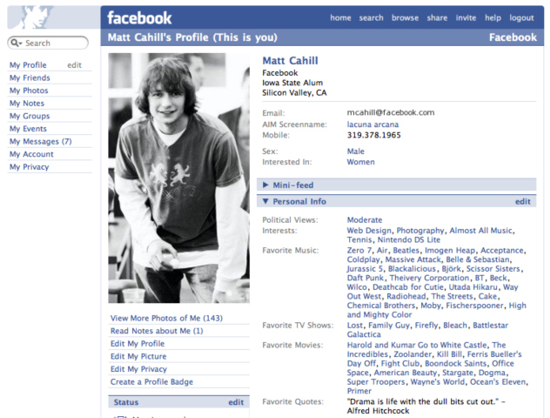 facebook
home search browse share invite help logout
Matt Cahill's Profile (This is you)
Facebook
Search
My Profile edit
My Friends
My Photos
My Notes
My Groups
My Events
My Messages (7)
My Account
My Privacy
View More Photos of Me (143)
Read Notes about Me (1)
Edit My Profile
Edit My Picture
Edit My Privacy
Create a Profile Badge
Status edit
Matt Cahill
Facebook
Iowa State Alum
Silicon Valley, CA
Email: mcahill@facebook.com
AIM Screenname: lacuna arcana
Mobile: 319.378.1965
Sex: Male
Interested In: Women
Mini-feed
Personal Info edit
Political Views: Moderate
Interests: Web Design, Photography, Almost All Music,
Tennis, Nintendo DS Lite
Favorite Music: Zero 7, Air, Beatles, Imogen Heap, Acceptance,
Coldplay, Massive Attack, Belle & Sebastian,
Jurassic 5, Blackalicious, Björk, Scissor Sisters,
Daft Punk, Theivery Corporation, BT, Beck,
Wilco, Deathcab for Cutie, Utada Hikaru, Way
Out West, Radiohead, The Streets, Cake,
Chemical Brothers, Moby, Fischerspooner, High
and Mighty Color
Favorite TV Shows: Lost, Family Guy, Firefly, Bleach, Battlestar
Galactica
Favorite Movies: Harold and Kumar Go to White Castle, The
Incredibles, Zoolander, Kill Bill, Ferris Bueller's
Day Off, Fight Club, Boondock Saints, Office
Space, American Beauty, Stargate, Dogma,
Super Troopers, Wayne's World, Ocean's Eleven,
Primer
Favorite Quotes: "Drama is life with the dull bits cut out." –
Alfred Hitchcock